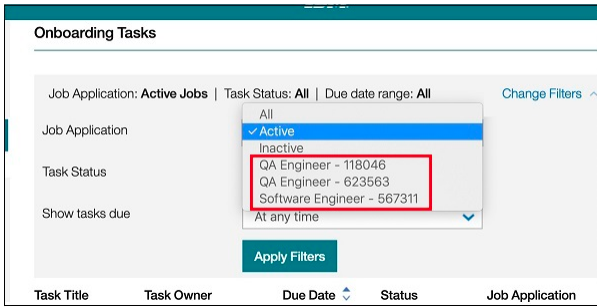 Onboarding Tasks
Job Application: Active Jobs | Task Status: All | Due date range: All Change Filters
Job Application
All
✓Active
Inactive
QA Engineer - 118046
Task Status
QA Engineer - 623563
Software Engineer - 567311
Show tasks due
At any time
Apply Filters
Task Title Task Owner Due Date Status Job Application